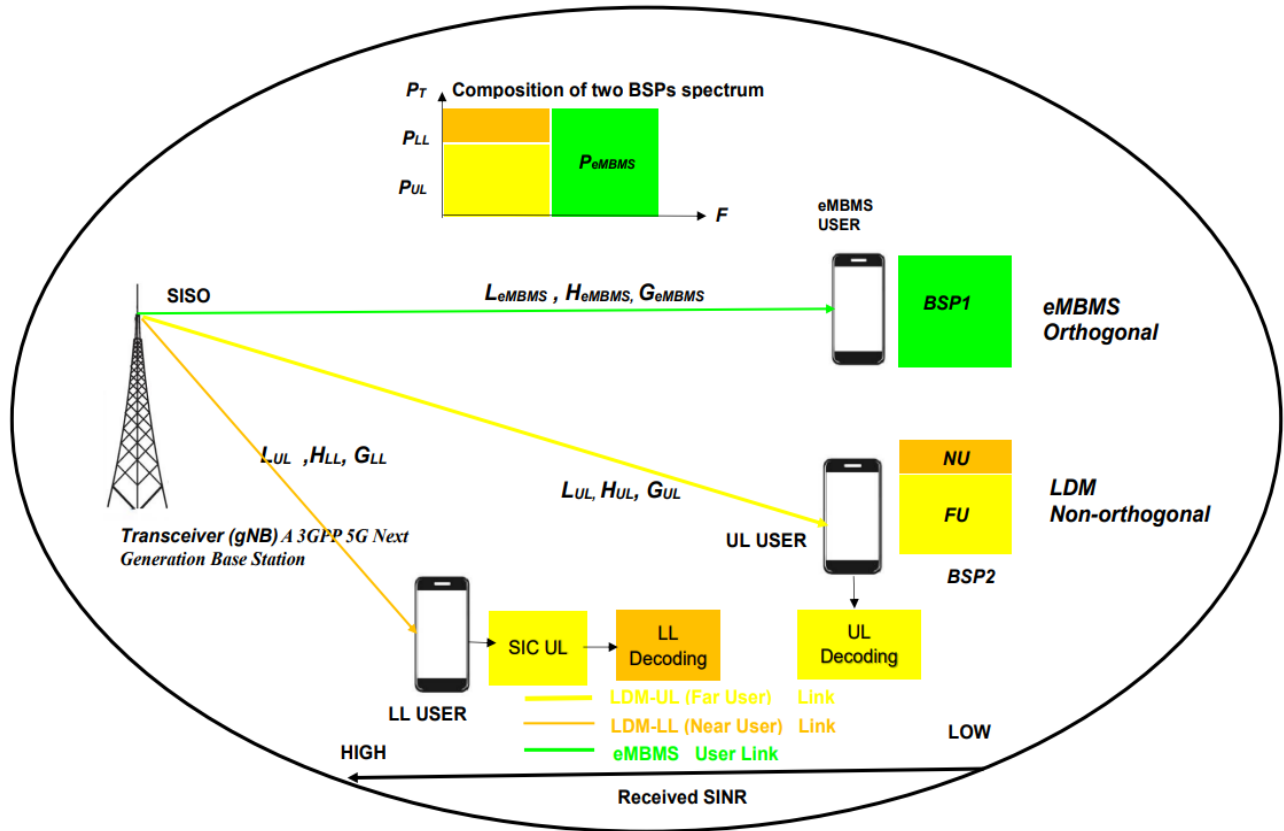 Composition of two BSPs spectrum
PT
PLL
PUL
PeMBMS
F
eMBMS
USER
SISO
LeMBMS , HeMBMS, GeMBMS
BSP1
eMBMS
Orthogonal
LUL ,HLL, GLL
LUL, HUL, GUL
NU
FU
LDM
Non-orthogonal
UL USER
BSP2
Transceiver (gNB) A 3GPP 5G Next
Generation Base Station
SIC UL
LL
Decoding
UL
Decoding
LL USER
LDM-UL (Far User) Link
LDM-LL (Near User) Link
eMBMS User Link
HIGH
LOW
Received SINR